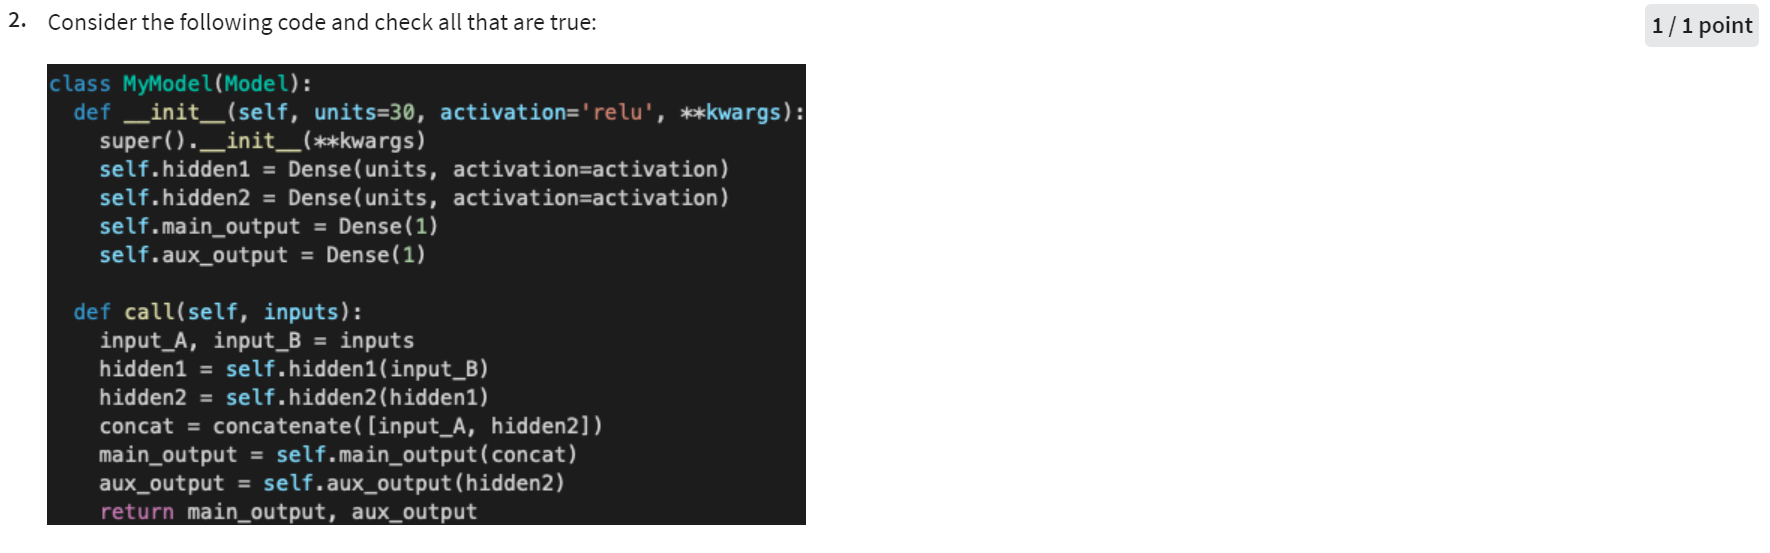 2. Consider the following code and check all that are true:
1 / 1 point
class MyModel(Model):
  def __init__(self, units=30, activation='relu', **kwargs):
    super().__init__(**kwargs)
    self.hidden1 = Dense(units, activation=activation)
    self.hidden2 = Dense(units, activation=activation)
    self.main_output = Dense(1)
    self.aux_output = Dense(1)
  def call(self, inputs):
    input_A, input_B = inputs
    hidden1 = self.hidden1(input_B)
    hidden2 = self.hidden2(hidden1)
    concat = concatenate([input_A, hidden2])
    main_output = self.main_output(concat)
    aux_output = self.aux_output(hidden2)
    return main_output, aux_output